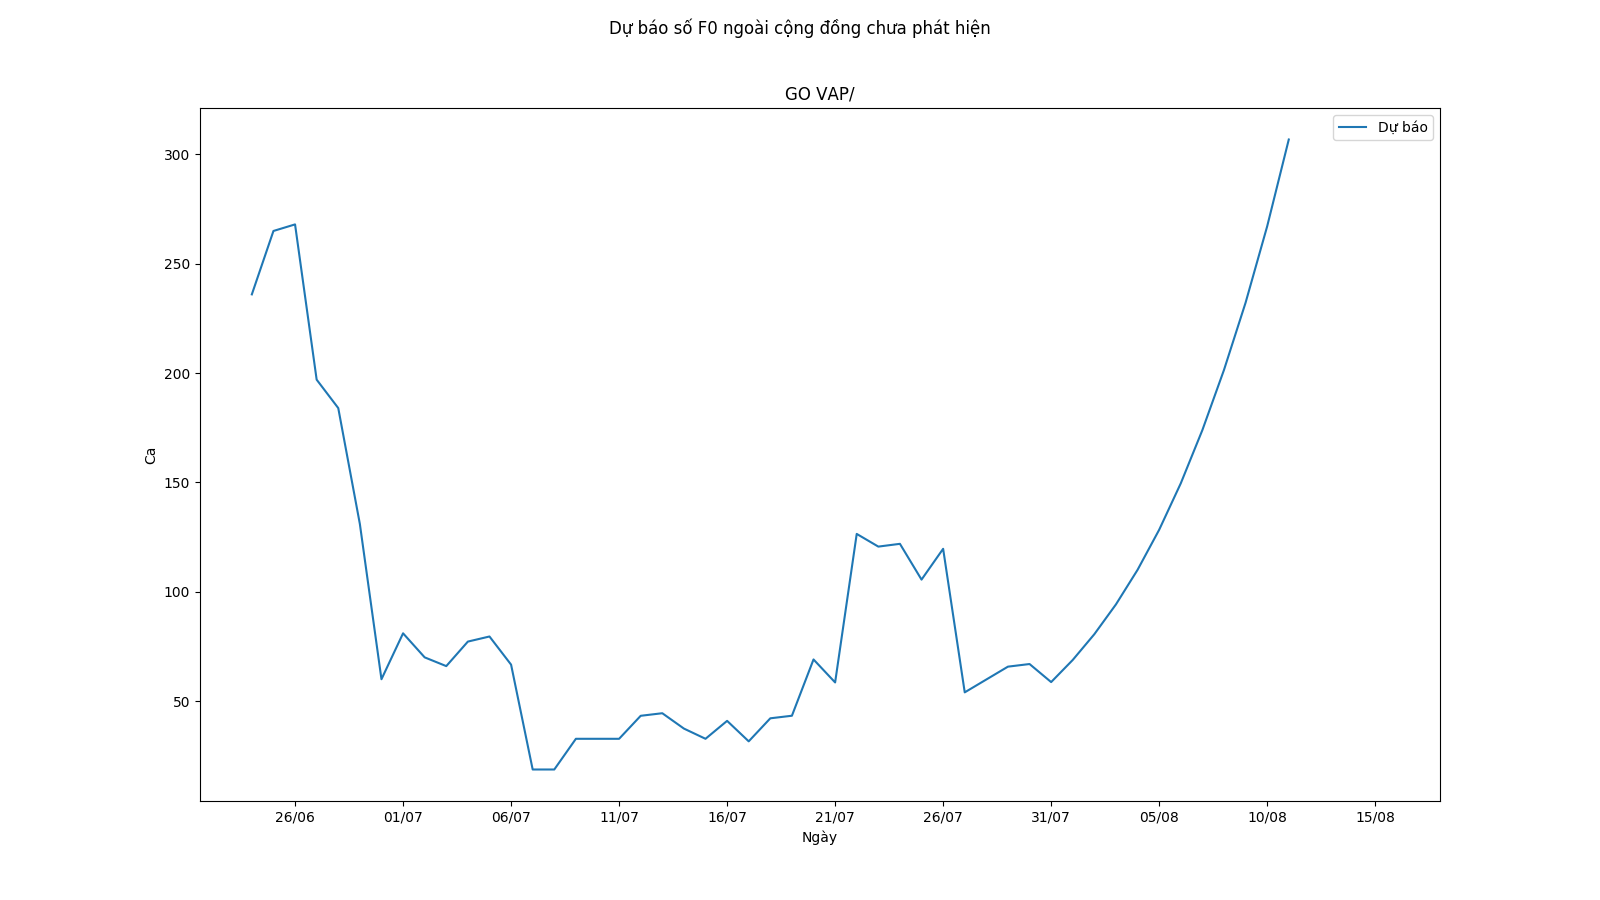 Dự báo số F0 ngoài cộng đồng chưa phát hiện
GO VAP/
Dự báo
300
250
200
150
100
50
Ca
26/06 01/07 06/07 11/07 16/07 21/07 26/07 31/07 05/08 10/08 15/08
Ngày